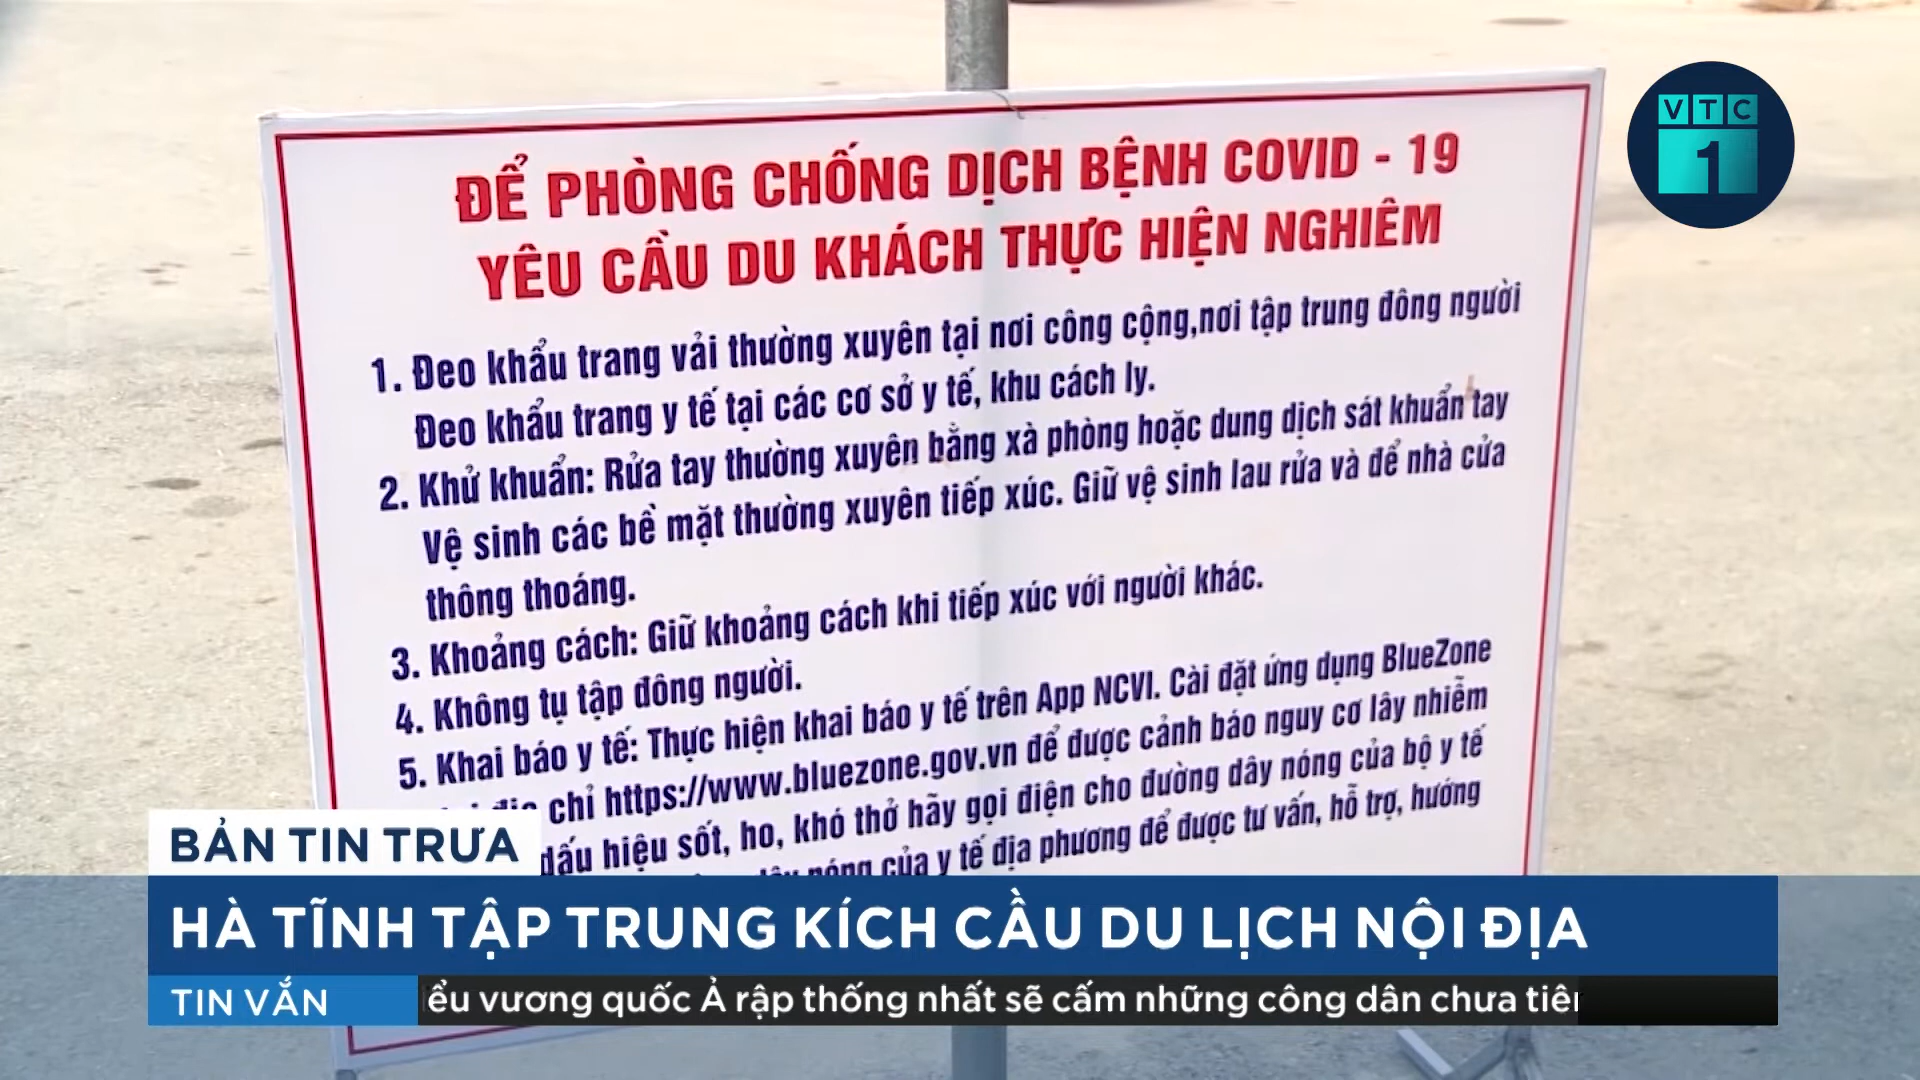 VTC
1
ĐỂ PHÒNG CHỐNG DỊCH BỆNH COVID - 19
YÊU CẦU DU KHÁCH THỰC HIỆN NGHIÊM
1. Đeo khẩu trang vải thường xuyên tại nơi công cộng,nơi tập trung đông người
Đeo khẩu trang y tế tại các cơ sở y tế, khu cách ly.
2. Khử khuẩn: Rửa tay thường xuyên bằng xà phòng hoặc dung dịch sát khuẩn tay
Vệ sinh các bề mặt thường xuyên tiếp xúc. Giữ vệ sinh lau rửa và để nhà cửa
thông thoáng.
3. Khoảng cách: Giữ khoảng cách khi tiếp xúc với người khác.
4. Không tụ tập đông người.
5. Khai báo y tế: Thực hiện khai báo y tế trên App NCVI. Cài đặt ứng dụng BlueZone
chỉ https://www.bluezone.gov.vn để được cảnh báo nguy cơ lây nhiễm
dấu hiệu sốt, ho, khó thở hãy gọi điện cho đường dây nóng của bộ y tế
nóng của y tế địa phương để được tư vấn, hỗ trợ, hướng
BẢN TIN TRƯA
HÀ TĨNH TẬP TRUNG KÍCH CẦU DU LỊCH NỘI ĐỊA
TIN VẮN
iểu vương quốc Ả rập thống nhất sẽ cấm những công dân chưa